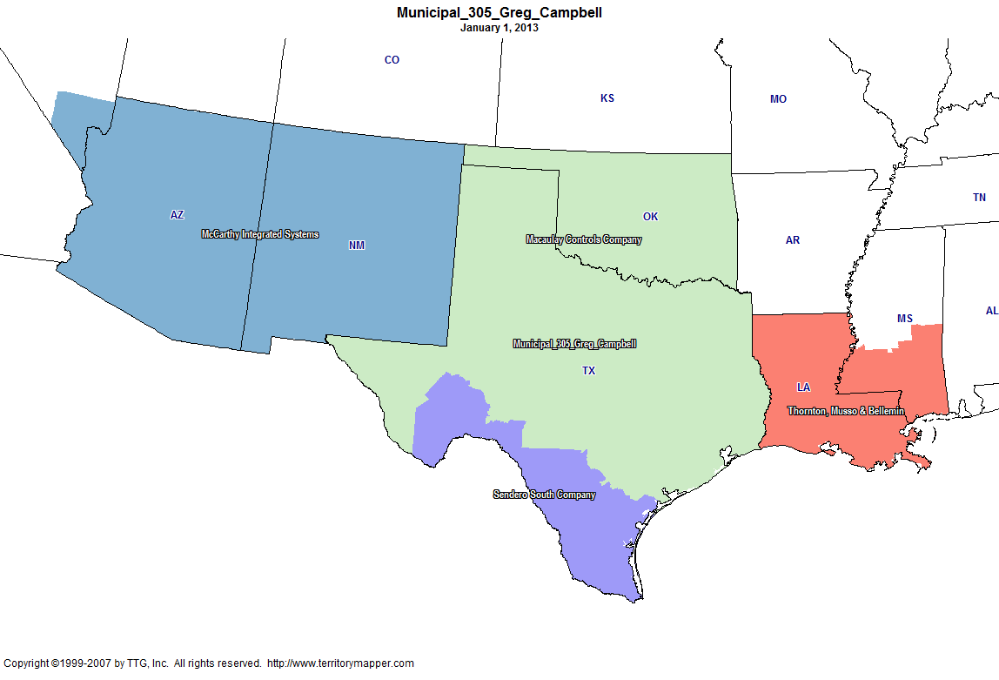 Municipal_305_Greg_Campbell
January 1, 2013
CO
KS
MO
TN
AZ
McCarthy Integrated Systems
NM
OK
Macaulay Controls Company
AR
MS
AL
Municipal_305_Greg_Campbell
TX
LA
Thornton, Musso & Bellemin
Sendero South Company
Copyright ©1999-2007 by TTG, Inc.  All rights reserved.  http://www.territorymapper.com